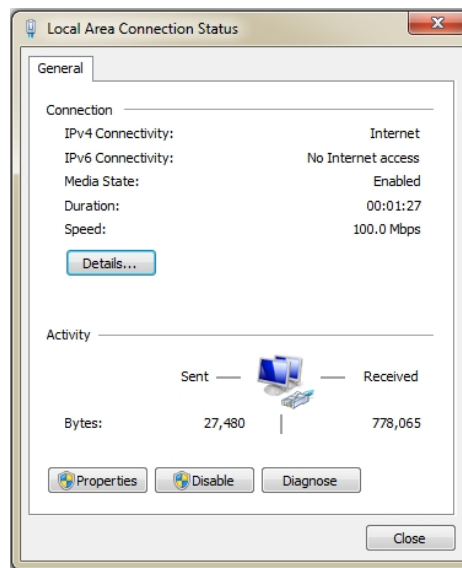 Local Area Connection Status
General
Connection
IPv4 Connectivity: Internet
IPv6 Connectivity: No Internet access
Media State: Enabled
Duration: 00:01:27
Speed: 100.0 Mbps
Details...
Activity
Sent Received
Bytes: 27,480 778,065
Properties Disable Diagnose
Close